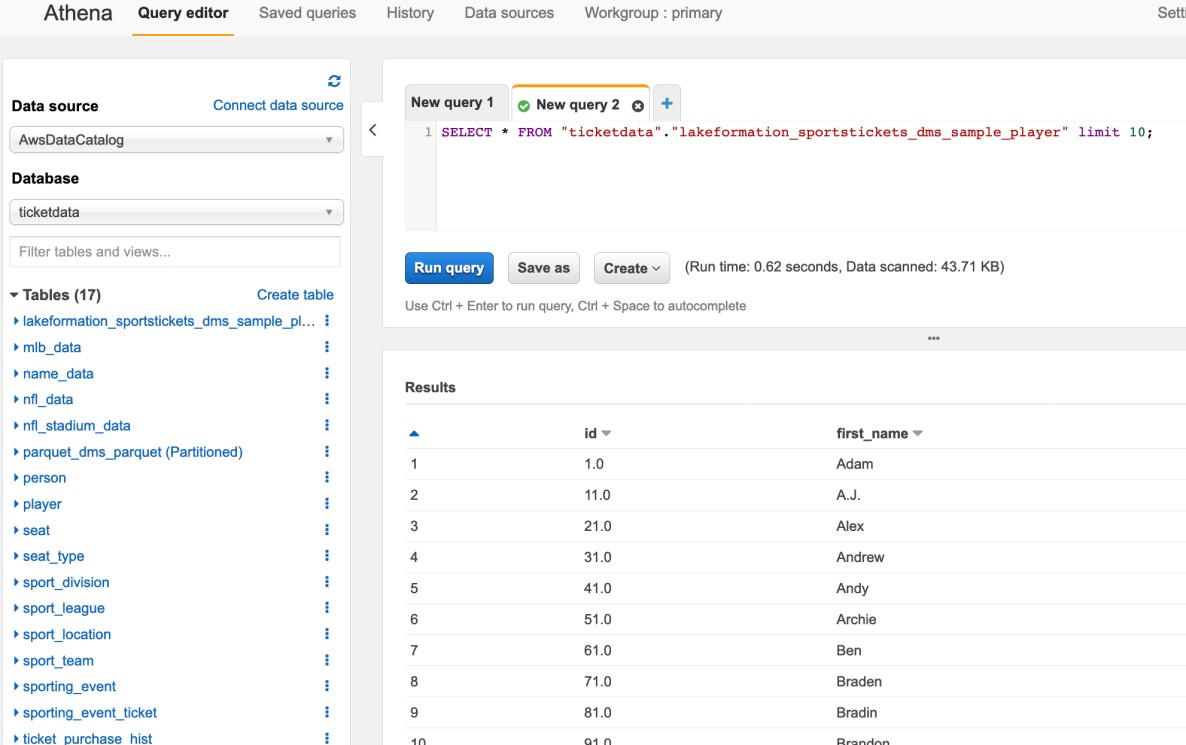 Athena Query editor Saved queries History Data sources Workgroup : primary Setti
Data source Connect data source
AwsDataCatalog
Database
ticketdata
Filter tables and views...
Tables (17) Create table
lakeformation_sportstickets_dms_sample_pl...
mlb_data
name_data
nfl_data
nfl_stadium_data
parquet_dms_parquet (Partitioned)
person
player
seat
seat_type
sport_division
sport_league
sport_location
sport_team
sporting_event
sporting_event_ticket
ticket_purchase_hist
New query 1 New query 2
1 SELECT * FROM "ticketdata"."lakeformation_sportstickets_dms_sample_player" limit 10;
Run query Save as Create (Run time: 0.62 seconds, Data scanned: 43.71 KB)
Use Ctrl + Enter to run query, Ctrl + Space to autocomplete
Results
id first_name
1 1.0 Adam
2 11.0 A.J.
3 21.0 Alex
4 31.0 Andrew
5 41.0 Andy
6 51.0 Archie
7 61.0 Ben
8 71.0 Braden
9 81.0 Bradin
10 91.0 Brandon